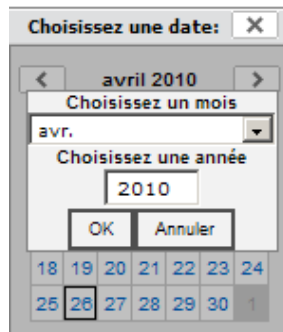 Choisissez une date: X
< avril 2010 >
Choisissez un mois
avr.
Choisissez une année
2010
OK Annuler
18 19 20 21 22 23 24
25 26 27 28 29 30 1